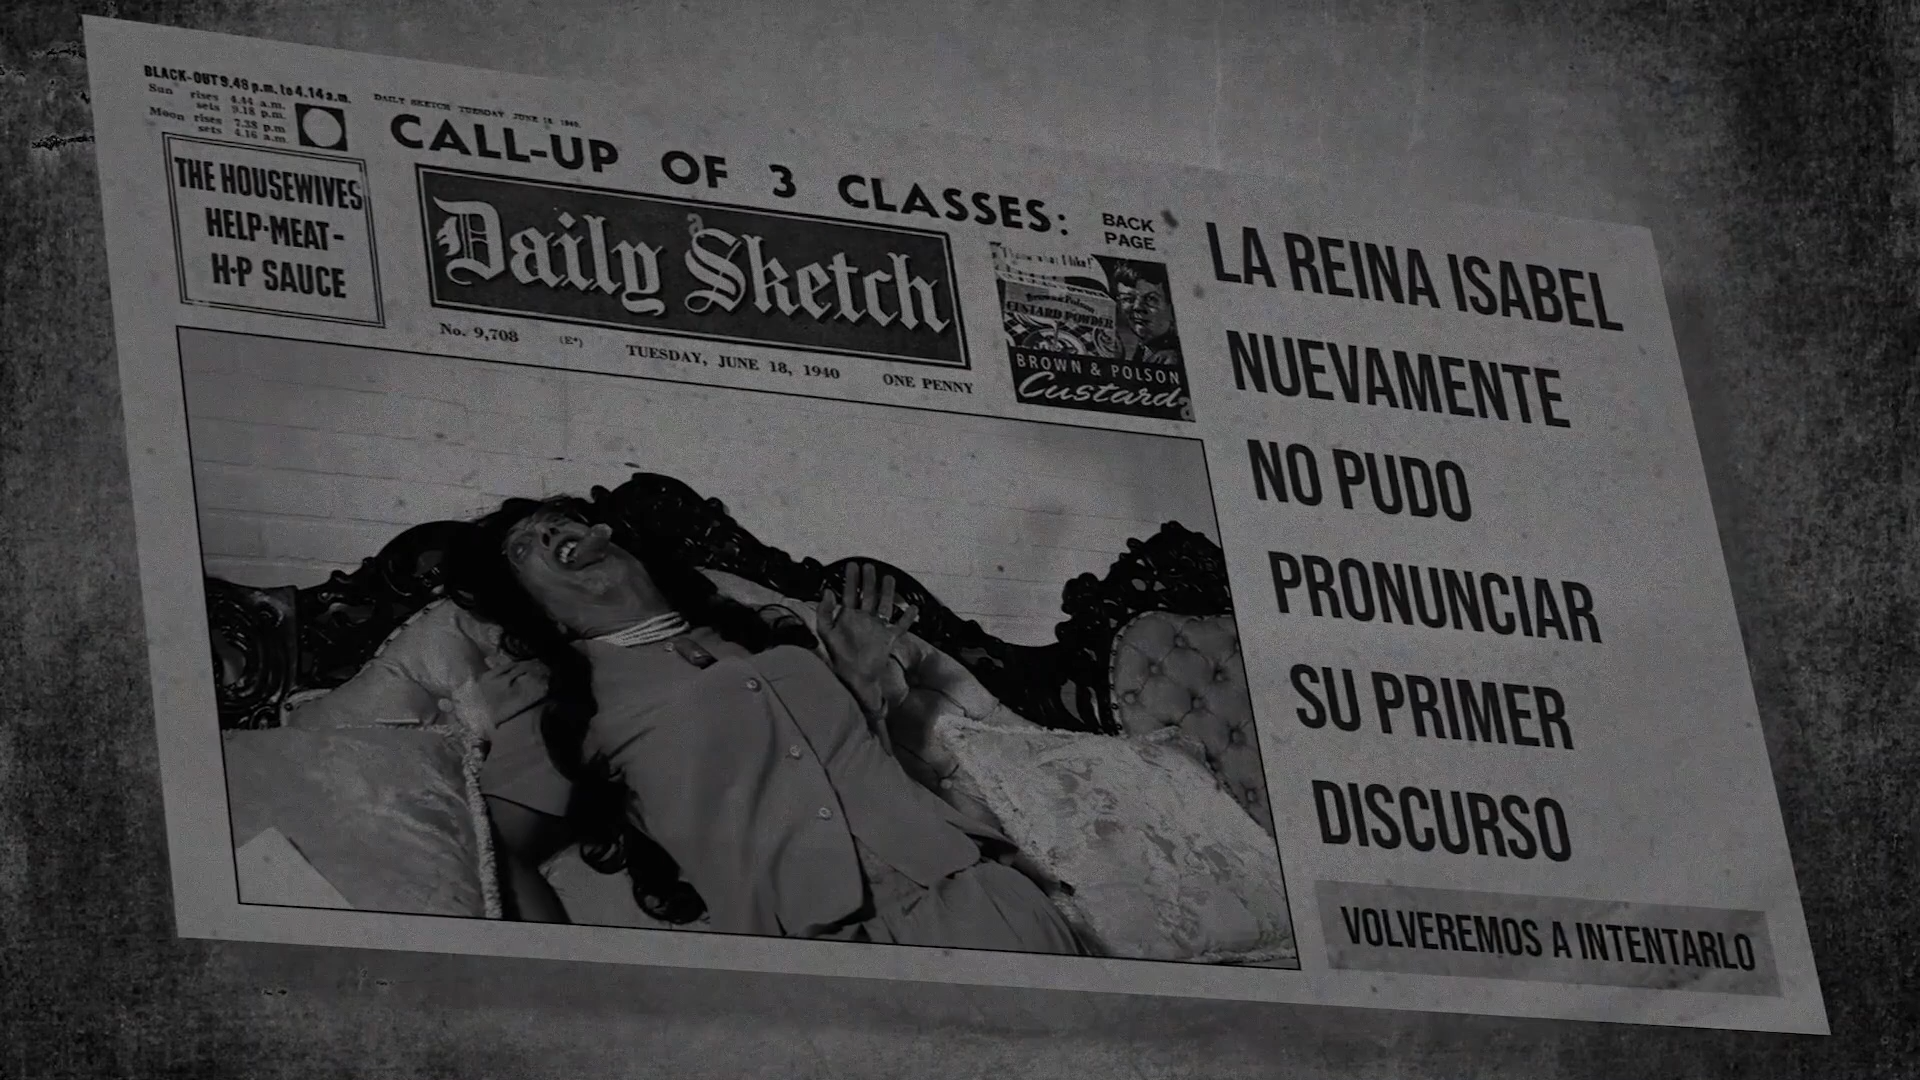 BLACK-OUT 9.48 p.m. to 4.14 a.m.
Sun rises 4.44 a.m.
sets 9.18 p.m.
Moon rises 7.38 p.m
sets 4.16 a.m.
DAILY SKETCH TUESDAY JUNE 18, 1940.
CALL-UP OF 3 CLASSES:
BACK
PAGE
THE HOUSEWIVES
HELP-MEAT-
H·P SAUCE
Daily Sketch
No. 9,708 (E*) TUESDAY, JUNE 18, 1940 ONE PENNY
Brown & Polson
CUSTARD POWDER
BROWN & POLSON
Custard
LA REINA ISABEL
NUEVAMENTE
NO PUDO
PRONUNCIAR
SU PRIMER
DISCURSO
VOLVEREMOS A INTENTARLO